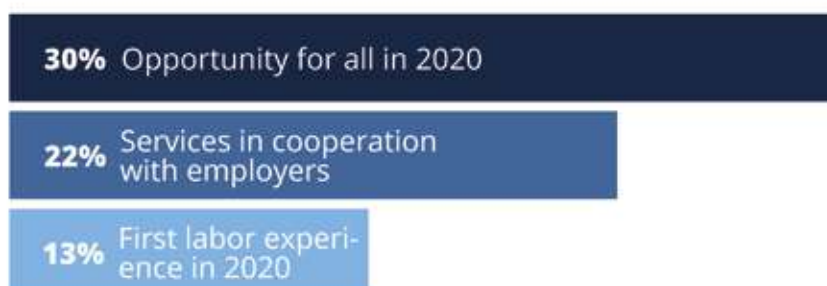 30% Opportunity for all in 2020
22% Services in cooperation
with employers
13% First labor experi-
ence in 2020